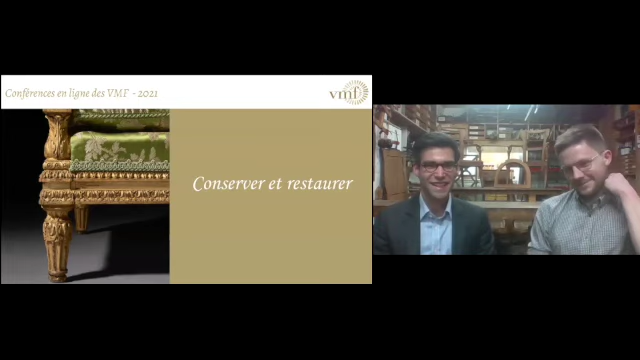 Conférences en ligne des VMF - 2021
vmf
Conserver et restaurer